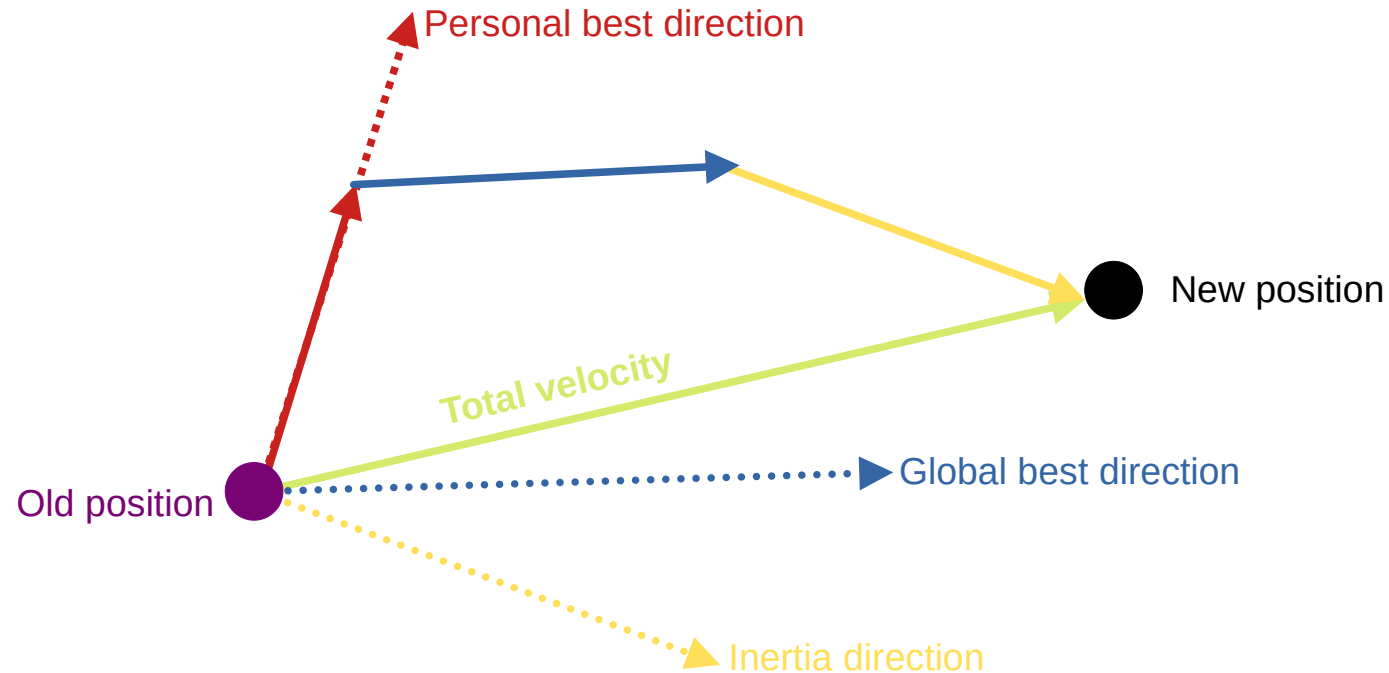 Personal best direction
New position
Total velocity
Global best direction
Old position
Inertia direction